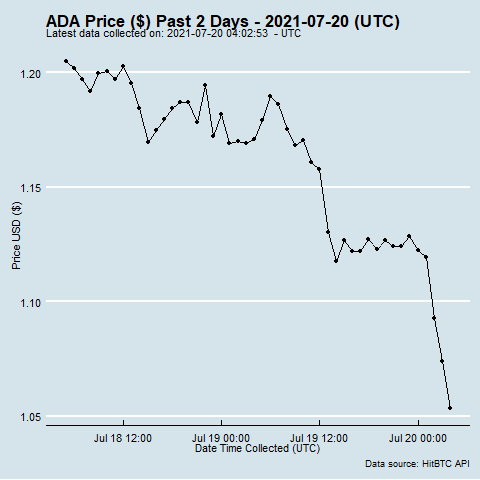 ADA Price ($) Past 2 Days - 2021-07-20 (UTC)
Latest data collected on: 2021-07-20 04:02:53 - UTC
1.20
1.15
1.10
1.05
Price USD ($)
Jul 18 12:00
Jul 19 00:00
Jul 19 12:00
Jul 20 00:00
Date Time Collected (UTC)
Data source: HitBTC API